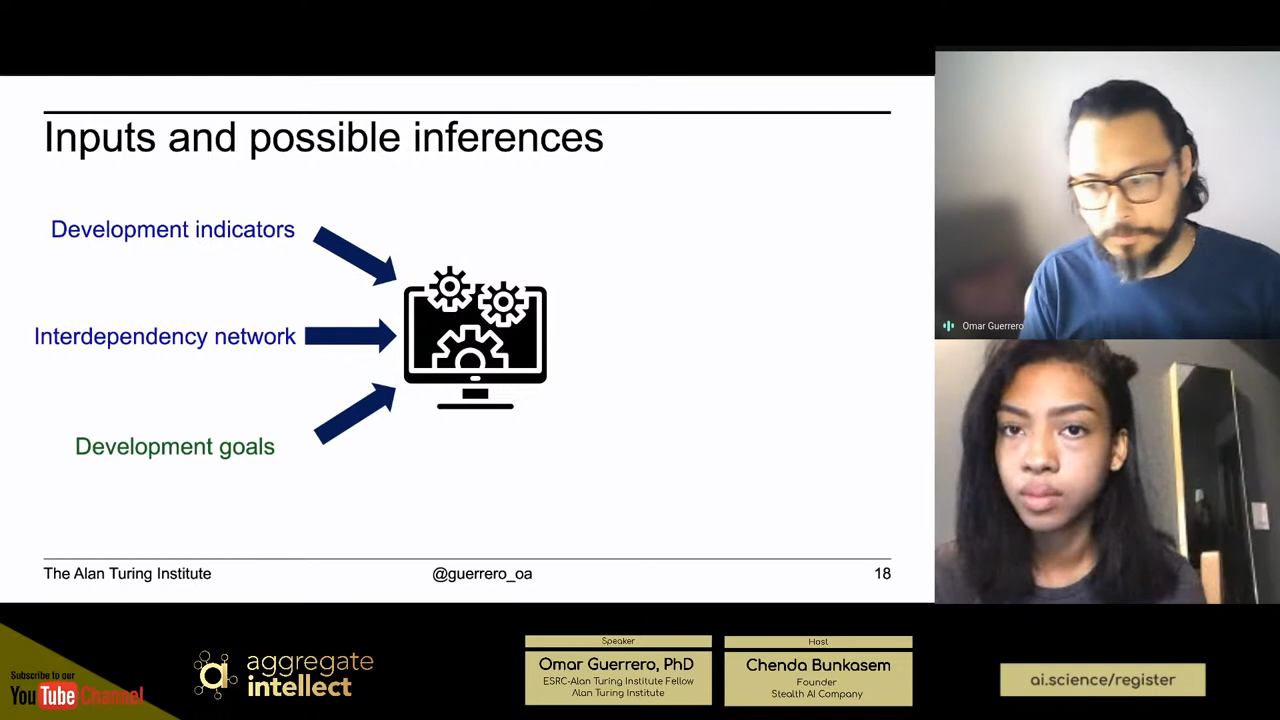 Inputs and possible inferences
Development indicators
Interdependency network
Development goals
The Alan Turing Institute
@guerrero_oa
18
Omar Guerrero
Subscribe to our
YouTube Channel
a
aggregate
intellect
Speaker
Omar Guerrero, PhD
ESRC-Alan Turing Institute Fellow
Alan Turing Institute
Host
Chenda Bunkasem
Founder
Stealth AI Company
ai.science/register